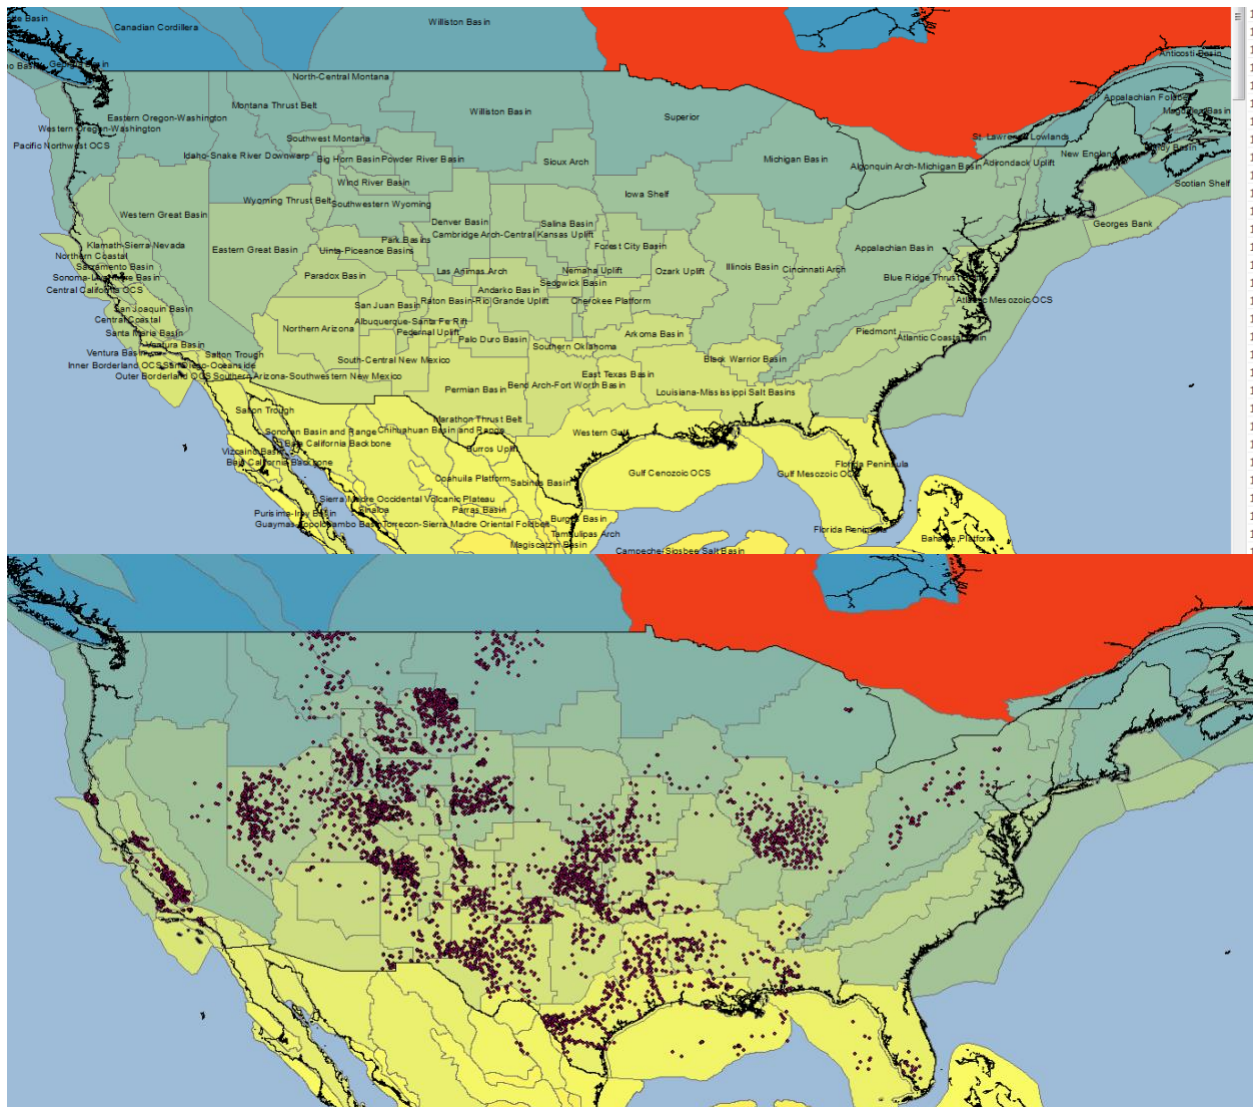 Canadian Cordillera
Williston Basin
Anticosti Basin
North-Central Montana
Montana Thrust Belt
Williston Basin
Superior
Appalachian Foldbelt
Eastern Oregon-Washington
Western Oregon-Washington
Pacific Northwest OCS
Southwest Montana
St. Lawrence Lowlands
Idaho-Snake River Downwarp
Big Horn Basin
Powder River Basin
Sioux Arch
Michigan Basin
Algonquin Arch-Michigan Basin
Adirondack Uplift
New England
Wind River Basin
Scotian Shelf
Wyoming Thrust Belt
Southwestern Wyoming
Iowa Shelf
Western Great Basin
Denver Basin
Salina Basin
Georges Bank
Cambridge Arch-Central Kansas Uplift
Klamath-Sierra-Nevada
Eastern Great Basin
Park Basins
Uinta-Piceance Basins
Forest City Basin
Appalachian Basin
Northern Coastal
Sacramento Basin
Paradox Basin
Las Animas Arch
Nemaha Uplift
Ozark Uplift
Illinois Basin
Cincinnati Arch
Blue Ridge Thrust
Central California OCS
Andarko Basin
Sedgwick Basin
San Juan Basin
Raton Basin-Rio Grande Uplift
Cherokee Platform
Atlantic Mesozoic OCS
San Joaquin Basin
Central Coastal
Northern Arizona
Albuquerque-Santa Fe Rift
Pedernal Uplift
Santa Maria Basin
Palo Duro Basin
Arkoma Basin
Piedmont
Atlantic Coastal Basin
Ventura Basin
Southern Oklahoma
Ventura Basin
Salton Trough
South-Central New Mexico
Black Warrior Basin
Inner Borderland OCS
San Diego-Oceanside
Outer Borderland OCS
Southern Arizona-Southwestern New Mexico
East Texas Basin
Permian Basin
Bend Arch-Fort Worth Basin
Louisiana-Mississippi Salt Basins
Salton Trough
Marathon Thrust Belt
Sonoran Basin and Range
Chihuahuan Basin and Range
Western Gulf
Baja California Backbone
Burros Uplift
Vizcaino Basin
Baja California Backbone
Florida Peninsula
Gulf Cenozoic OCS
Gulf Mesozoic OCS
Coahuila Platform
Sabinas Basin
Sierra Madre Occidental Volcanic Plateau
Purisima-Iray Basin
Sinaloa
Parras Basin
Burgos Basin
Guaymas
Torreon-Sierra Madre Oriental
Tamaulipas Arch
Florida Peninsula
Magiscatzin Basin
Campeche-Sigsbee Salt Basin
Bahama Platform